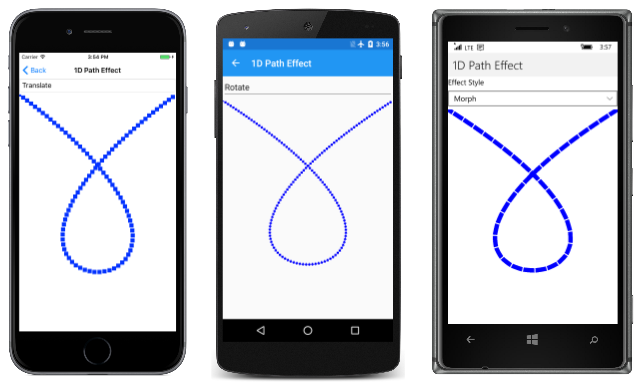 Carrier 3:54 PM
Back 1D Path Effect
Translate
3:56
1D Path Effect
Rotate
LTE 3:57
1D Path Effect
Effect Style
Morph